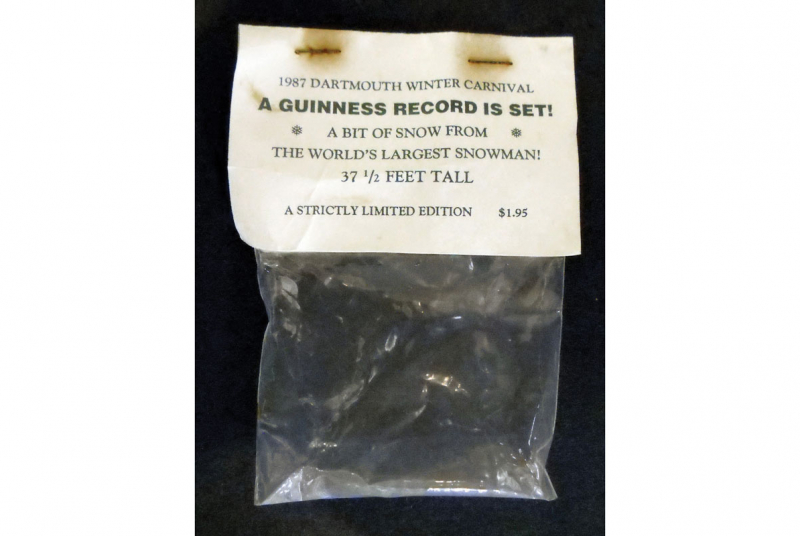 1987 DARTMOUTH WINTER CARNIVAL
A GUINNESS RECORD IS SET!
A BIT OF SNOW FROM
THE WORLD'S LARGEST SNOWMAN!
37 1/2 FEET TALL
A STRICTLY LIMITED EDITION $1.95